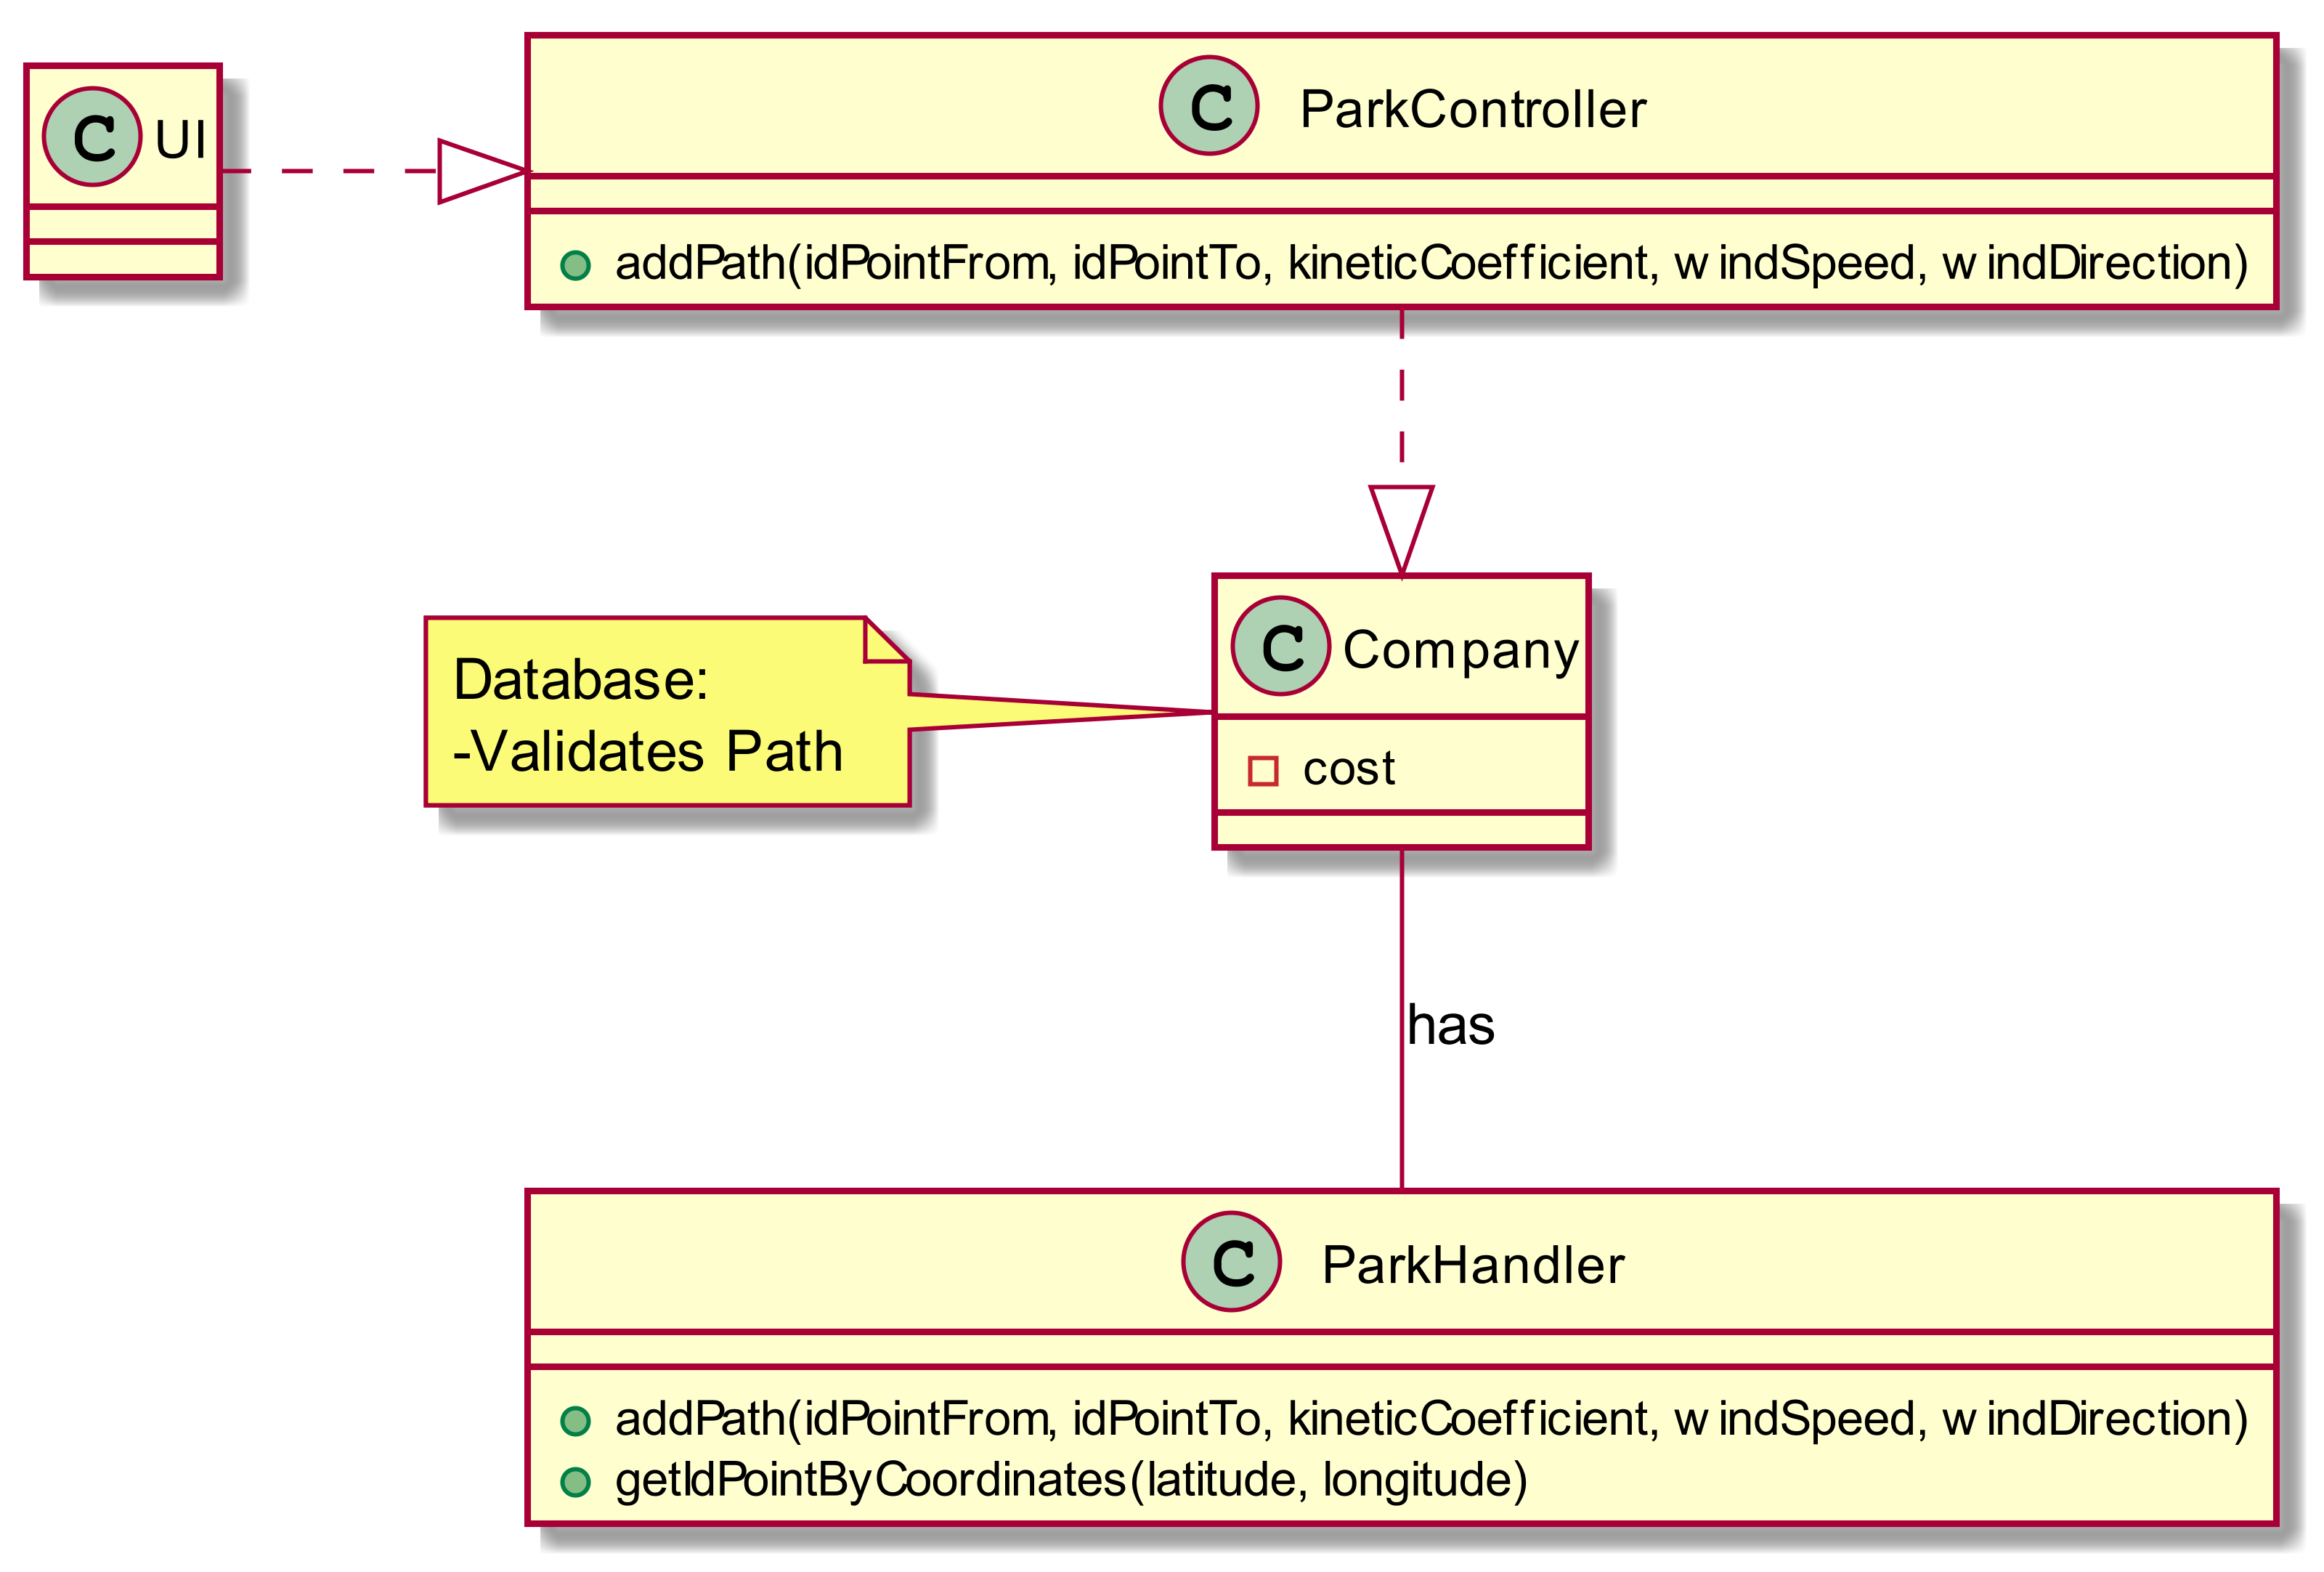 C UI
C ParkController
addPath(idPointFrom, idPointTo, kineticCoefficient, windSpeed, windDirection)
C Company
cost
Database:
-Validates Path
has
C ParkHandler
addPath(idPointFrom, idPointTo, kineticCoefficient, windSpeed, windDirection)
getIdPointByCoordinates(latitude, longitude)